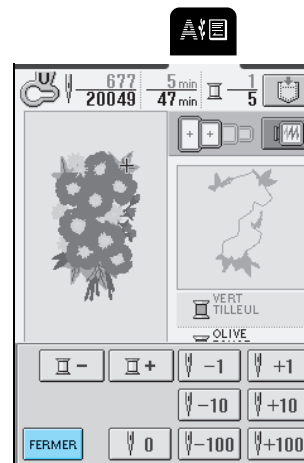 A
U 677 5 min 1
20049 47 min 5
VERT
TILLEUL
OLIVE
- + -1 +1
-10 +10
FERMER 0 -100 +100